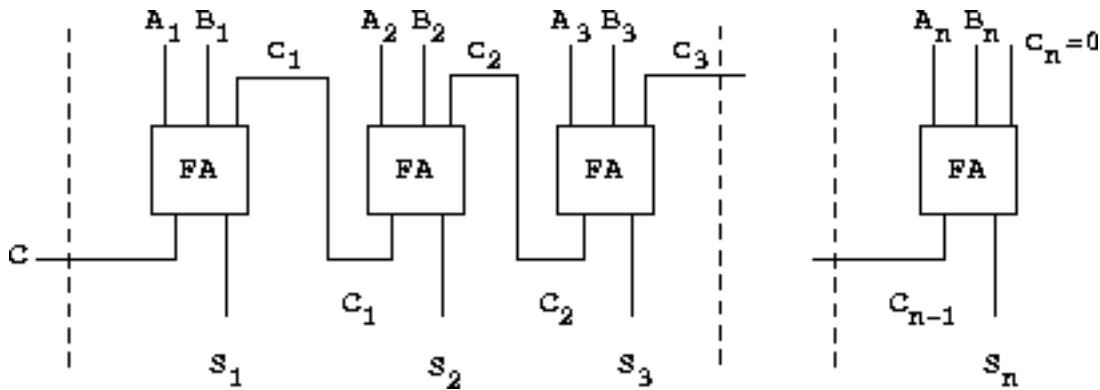 A1 B1 A2 B2 A3 B3 An Bn
C1 C2 C3 Cn=0
FA FA FA FA
C
C1 C2 Cn-1
S1 S2 S3 Sn